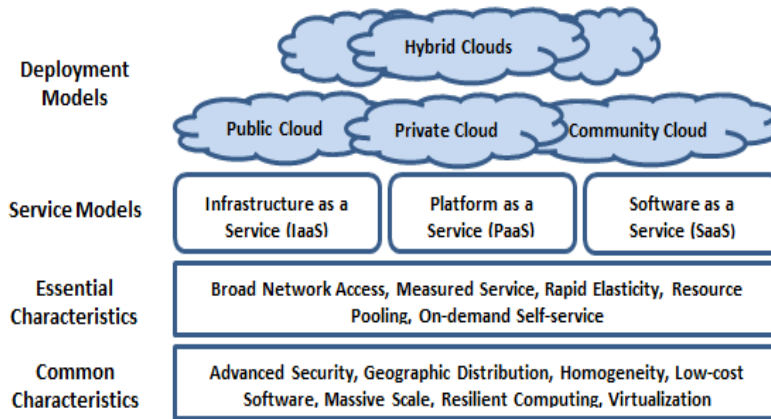 Hybrid Clouds
Deployment
Models
Public Cloud
Private Cloud
Community Cloud
Service Models
Infrastructure as a
Service (IaaS)
Platform as a
Service (PaaS)
Software as a
Service (SaaS)
Essential
Characteristics
Broad Network Access, Measured Service, Rapid Elasticity, Resource
Pooling, On-demand Self-service
Common
Characteristics
Advanced Security, Geographic Distribution, Homogeneity, Low-cost
Software, Massive Scale, Resilient Computing, Virtualization